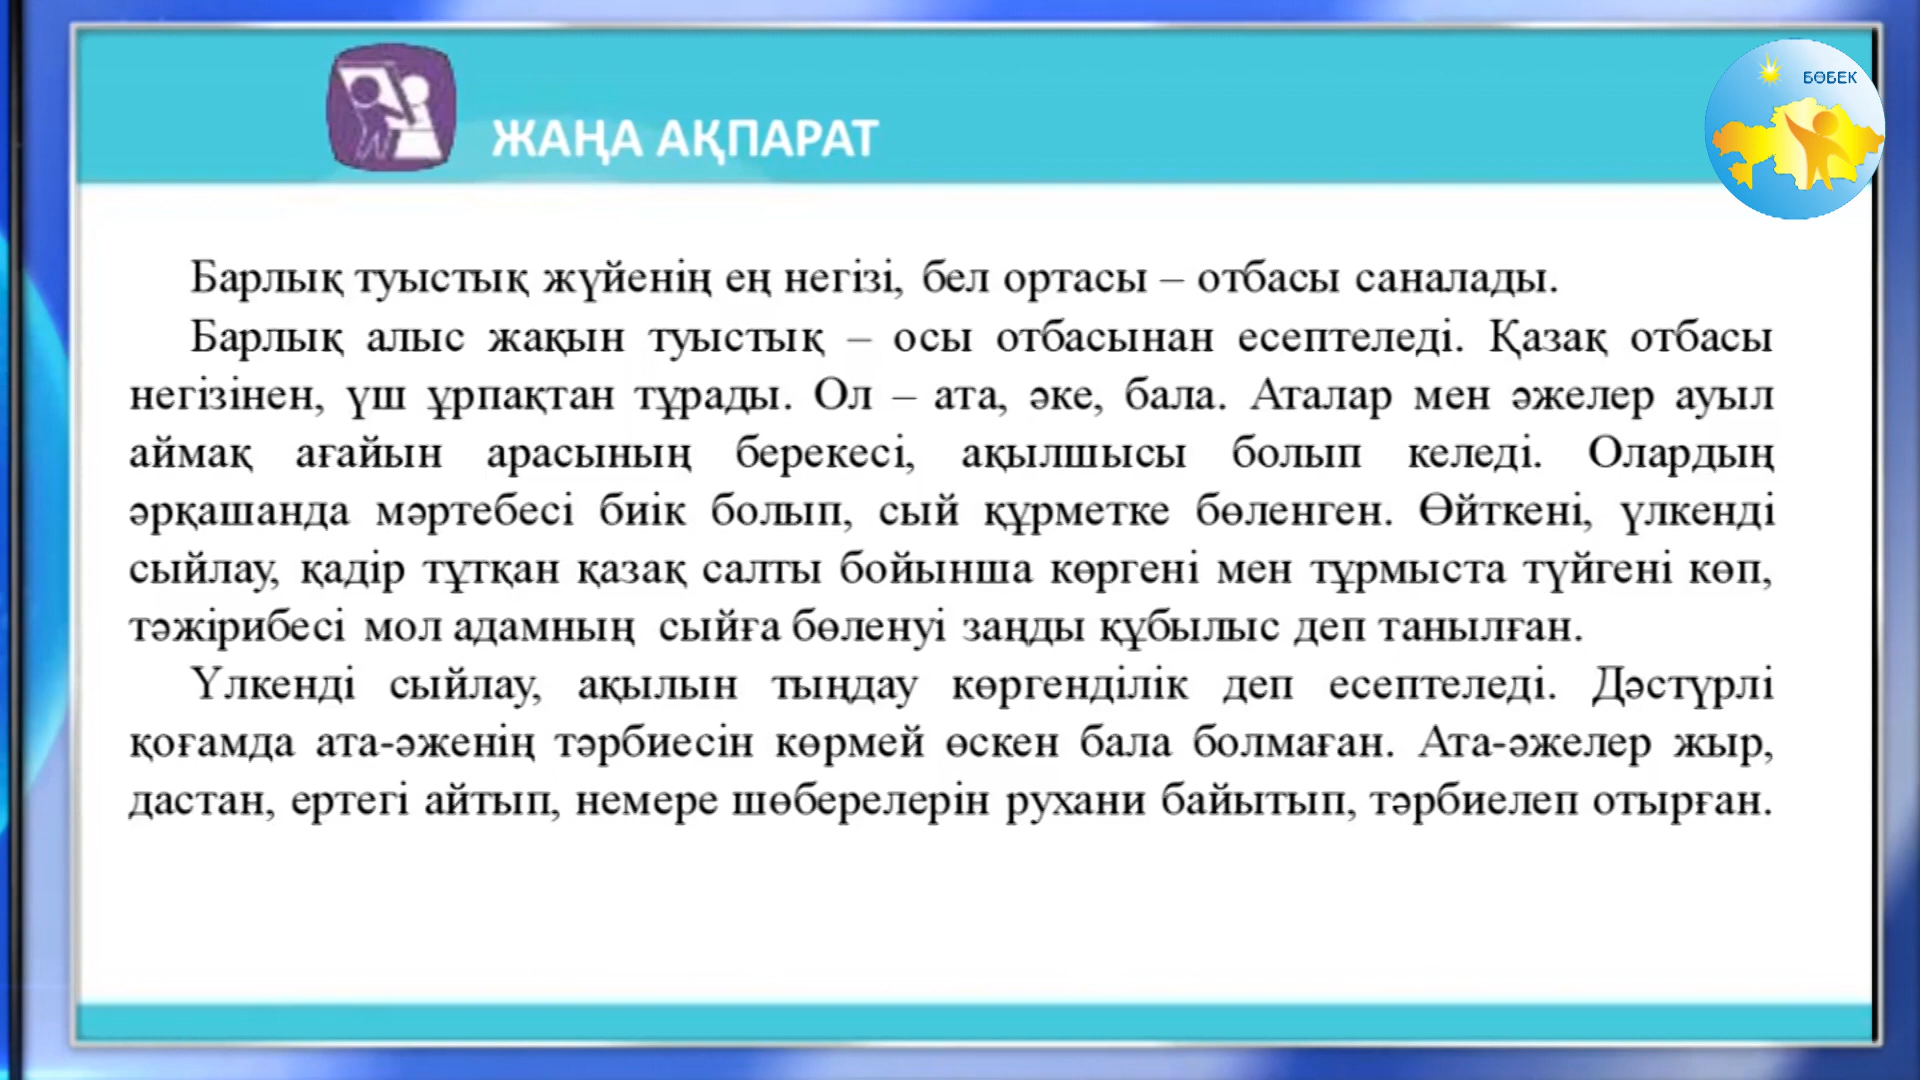 БӨБЕК
ЖАҢА АҚПАРАТ
Барлық туыстық жүйенің ең негізі, бел ортасы – отбасы саналады.
Барлық алыс жақын туыстық – осы отбасынан есептеледі. Қазақ отбасы
негізінен, үш ұрпақтан тұрады. Ол – ата, әке, бала. Аталар мен әжелер ауыл
аймақ ағайын арасының берекесі, ақылшысы болып келеді. Олардың
әрқашанда мәртебесі биік болып, сый құрметке бөленген. Өйткені, үлкенді
сыйлау, қадір тұтқан қазақ салты бойынша көргені мен тұрмыста түйгені көп,
тәжірибесі мол адамның сыйға бөленуі заңды құбылыс деп танылған.
Үлкенді сыйлау, ақылын тыңдау көргенділік деп есептеледі. Дәстүрлі
қоғамда ата-әженің тәрбиесін көрмей өскен бала болмаған. Ата-әжелер жыр,
дастан, ертегі айтып, немере шөберелерін рухани байытып, тәрбиелеп отырған.